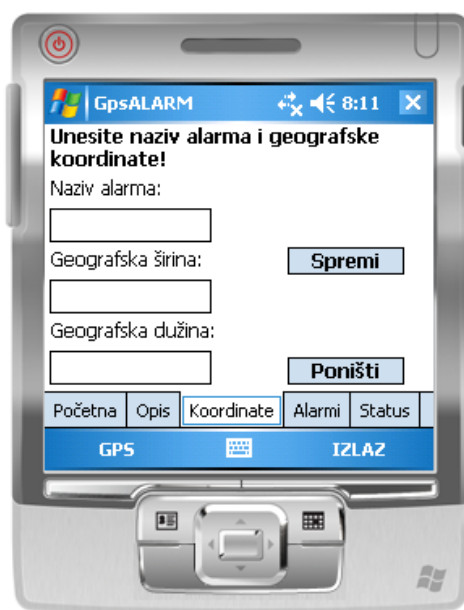 GpsALARM 8:11
Unesite naziv alarma i geografske
koordinate!
Naziv alarma:
Geografska širina:
Spremi
Geografska dužina:
Poništi
Početna Opis Koordinate Alarmi Status
GPS IZLAZ